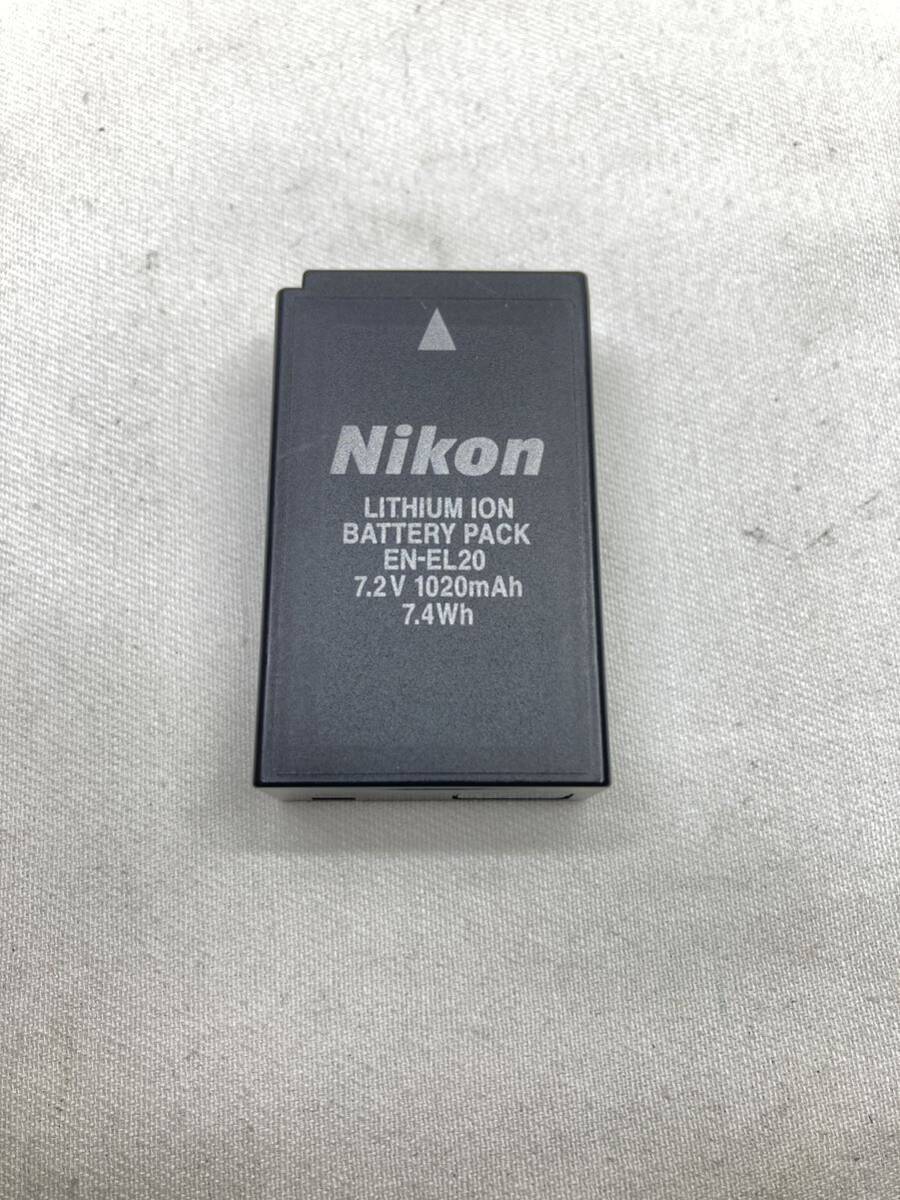 Nikon
LITHIUM ION
BATTERY PACK
EN-EL20
7.2V 1020mAh
7.4Wh